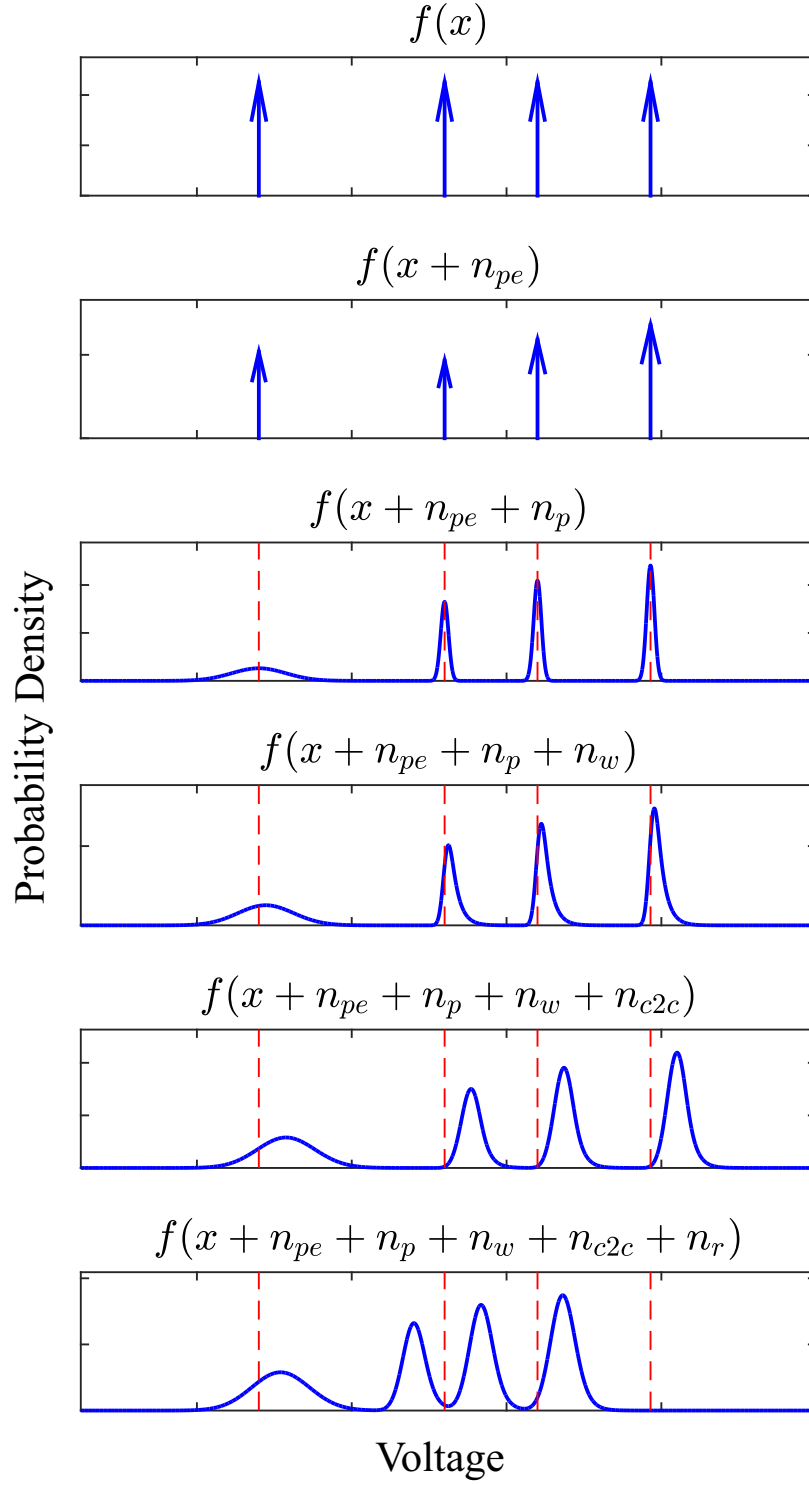 f(x)
f(x + n_{pe})
f(x + n_{pe} + n_p)
f(x + n_{pe} + n_p + n_w)
f(x + n_{pe} + n_p + n_w + n_{c2c})
f(x + n_{pe} + n_p + n_w + n_{c2c} + n_r)
Probability Density
Voltage